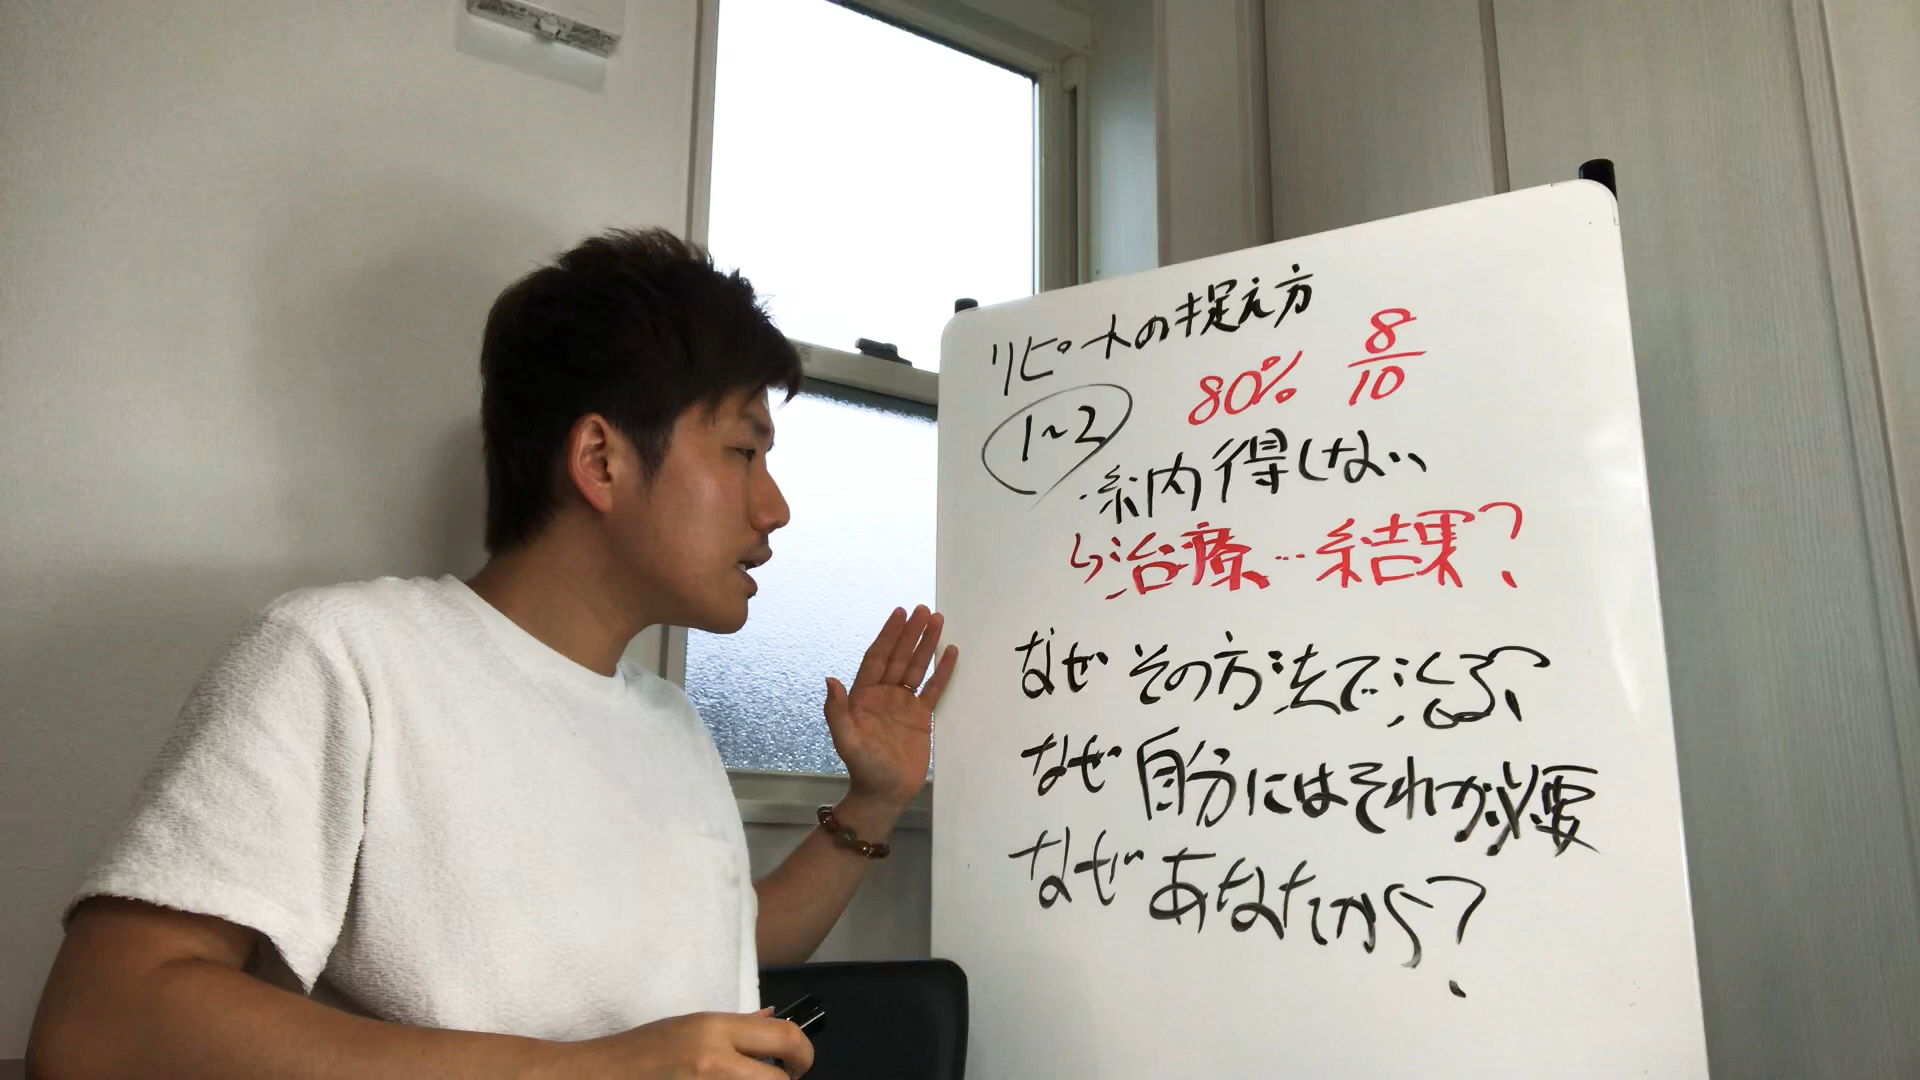 リピートの捉え方
80% 8/10
1~2
・納得しない
↳治療…結果?
なぜその方法で治る
なぜ自分にはそれが必要
なぜあなたから?